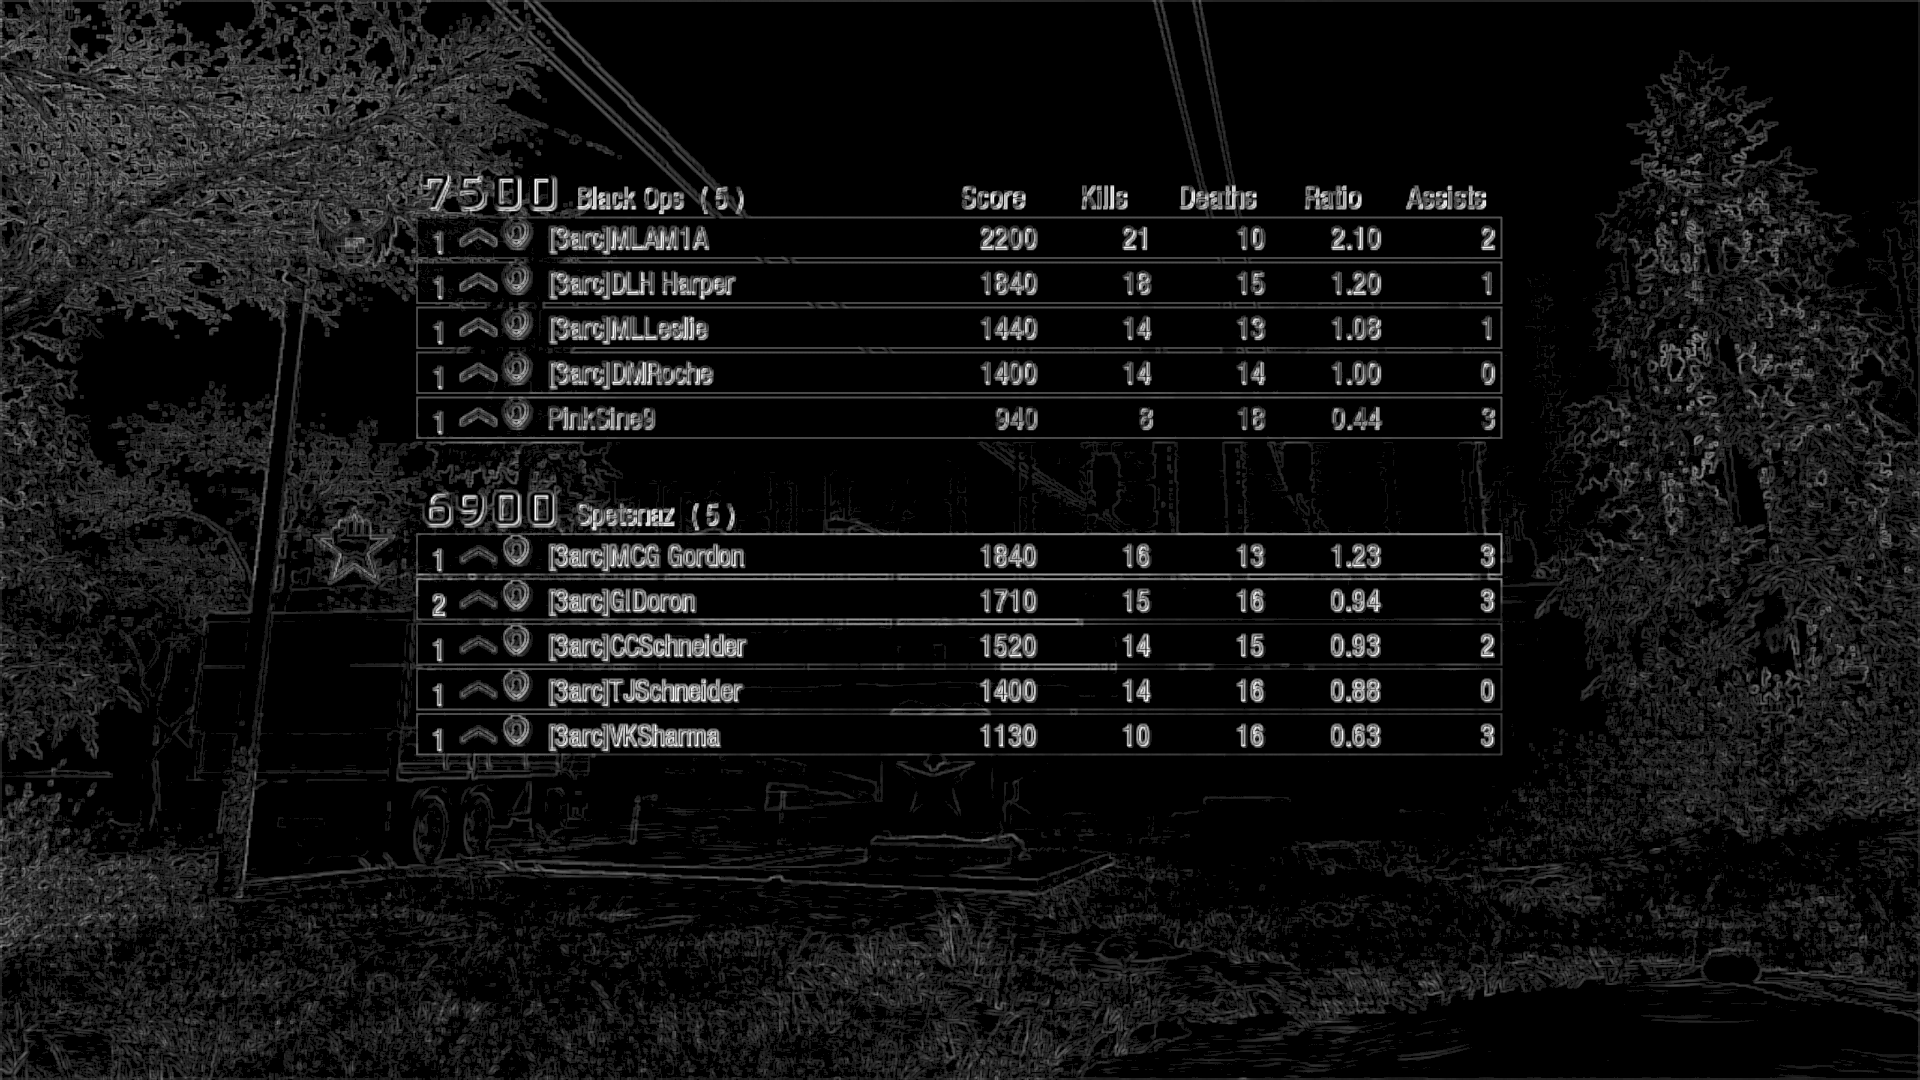 7500 Black Ops (5) Score Kills Deaths Ratio Assists
1 [3arc]MLAM1A 2200 21 10 2.10 2
1 [3arc]DLH Harper 1840 18 15 1.20 1
1 [3arc]MLLeslie 1440 14 13 1.08 1
1 [3arc]DMRoche 1400 14 14 1.00 0
1 PinkSine9 940 8 18 0.44 3
6900 Spetsnaz (5)
1 [3arc]MCG Gordon 1840 16 13 1.23 3
2 [3arc]GIDoron 1710 15 16 0.94 3
1 [3arc]CCSchneider 1520 14 15 0.93 2
1 [3arc]TJSchneider 1400 14 16 0.88 0
1 [3arc]VKSharma 1130 10 16 0.63 3